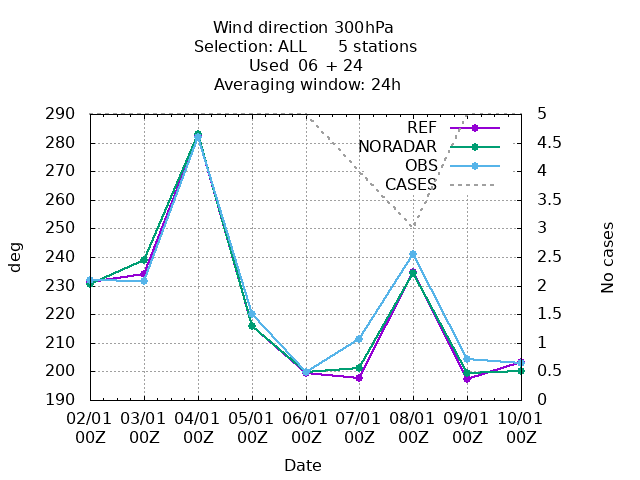 Wind direction 300hPa
Selection: ALL 5 stations
Used 06 + 24
Averaging window: 24h
290 5
280 4.5
270 4
260 3.5
250 3
240 2.5
230 2
220 1.5
210 1
200 0.5
190 0
REF
NORADAR
OBS
CASES
deg
No cases
02/01 03/01 04/01 05/01 06/01 07/01 08/01 09/01 10/01
00Z 00Z 00Z 00Z 00Z 00Z 00Z 00Z 00Z
Date